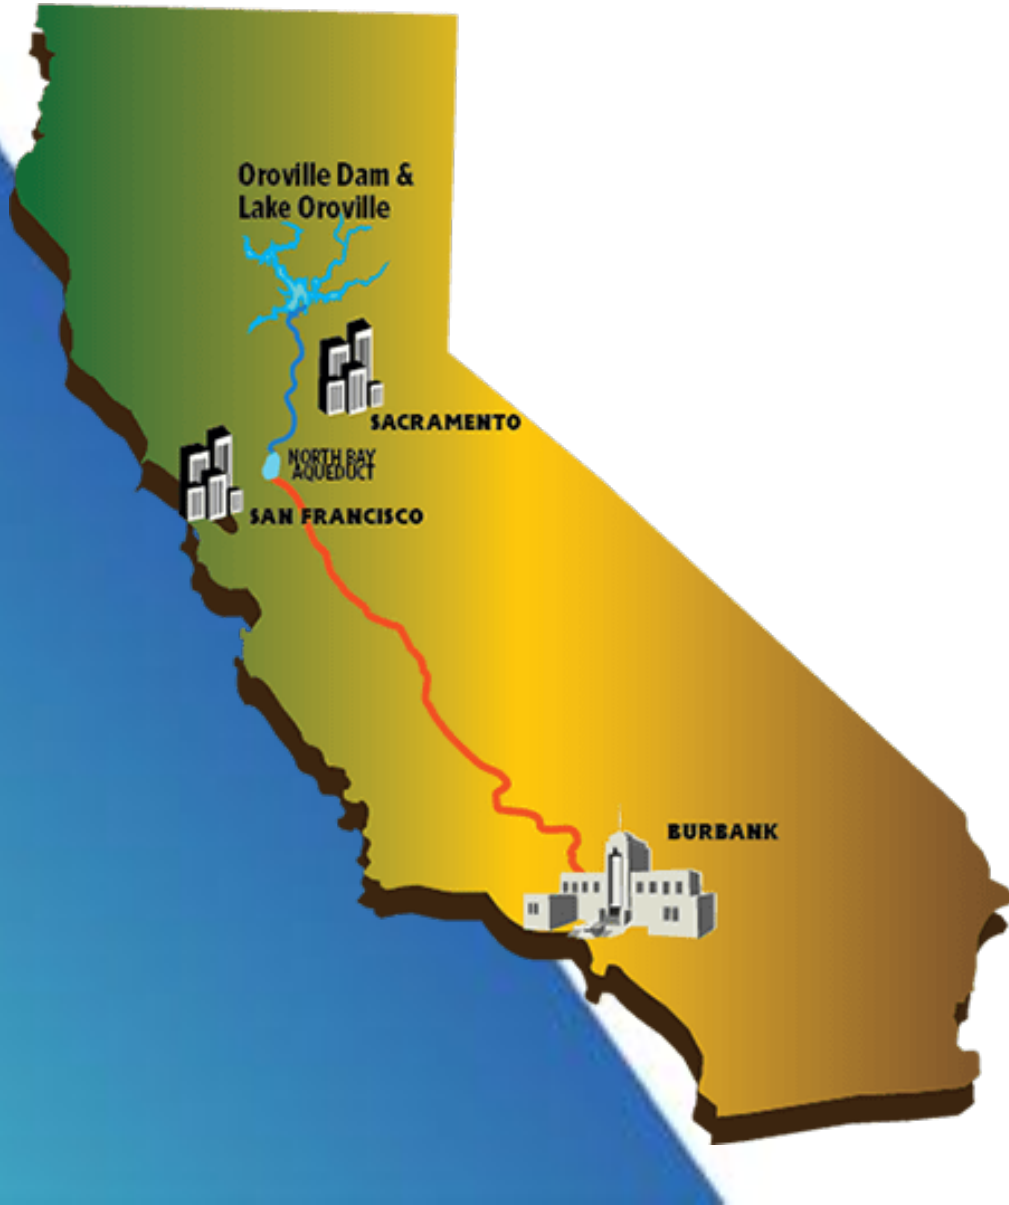 Oroville Dam &
Lake Oroville
SACRAMENTO
NORTH BAY
AQUEDUCT
SAN FRANCISCO
BURBANK